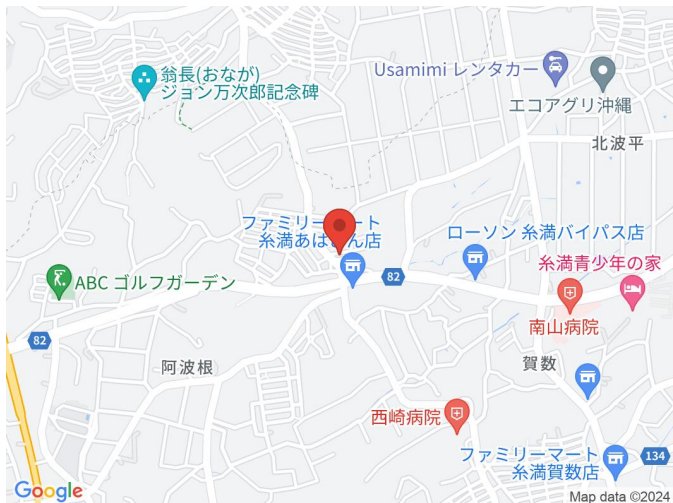 翁長(おなが)
ジョン万次郎記念碑
Usamimi レンタカー
エコアグリ沖縄
北波平
ファミリーマート
糸満あは
ん店
ローソン 糸満バイパス店
82
糸満青少年の家
ABC ゴルフガーデン
南山病院
82
阿波根
賀数
西崎病院
ファミリーマート
糸満賀数店
134
Google
Map data ©2024